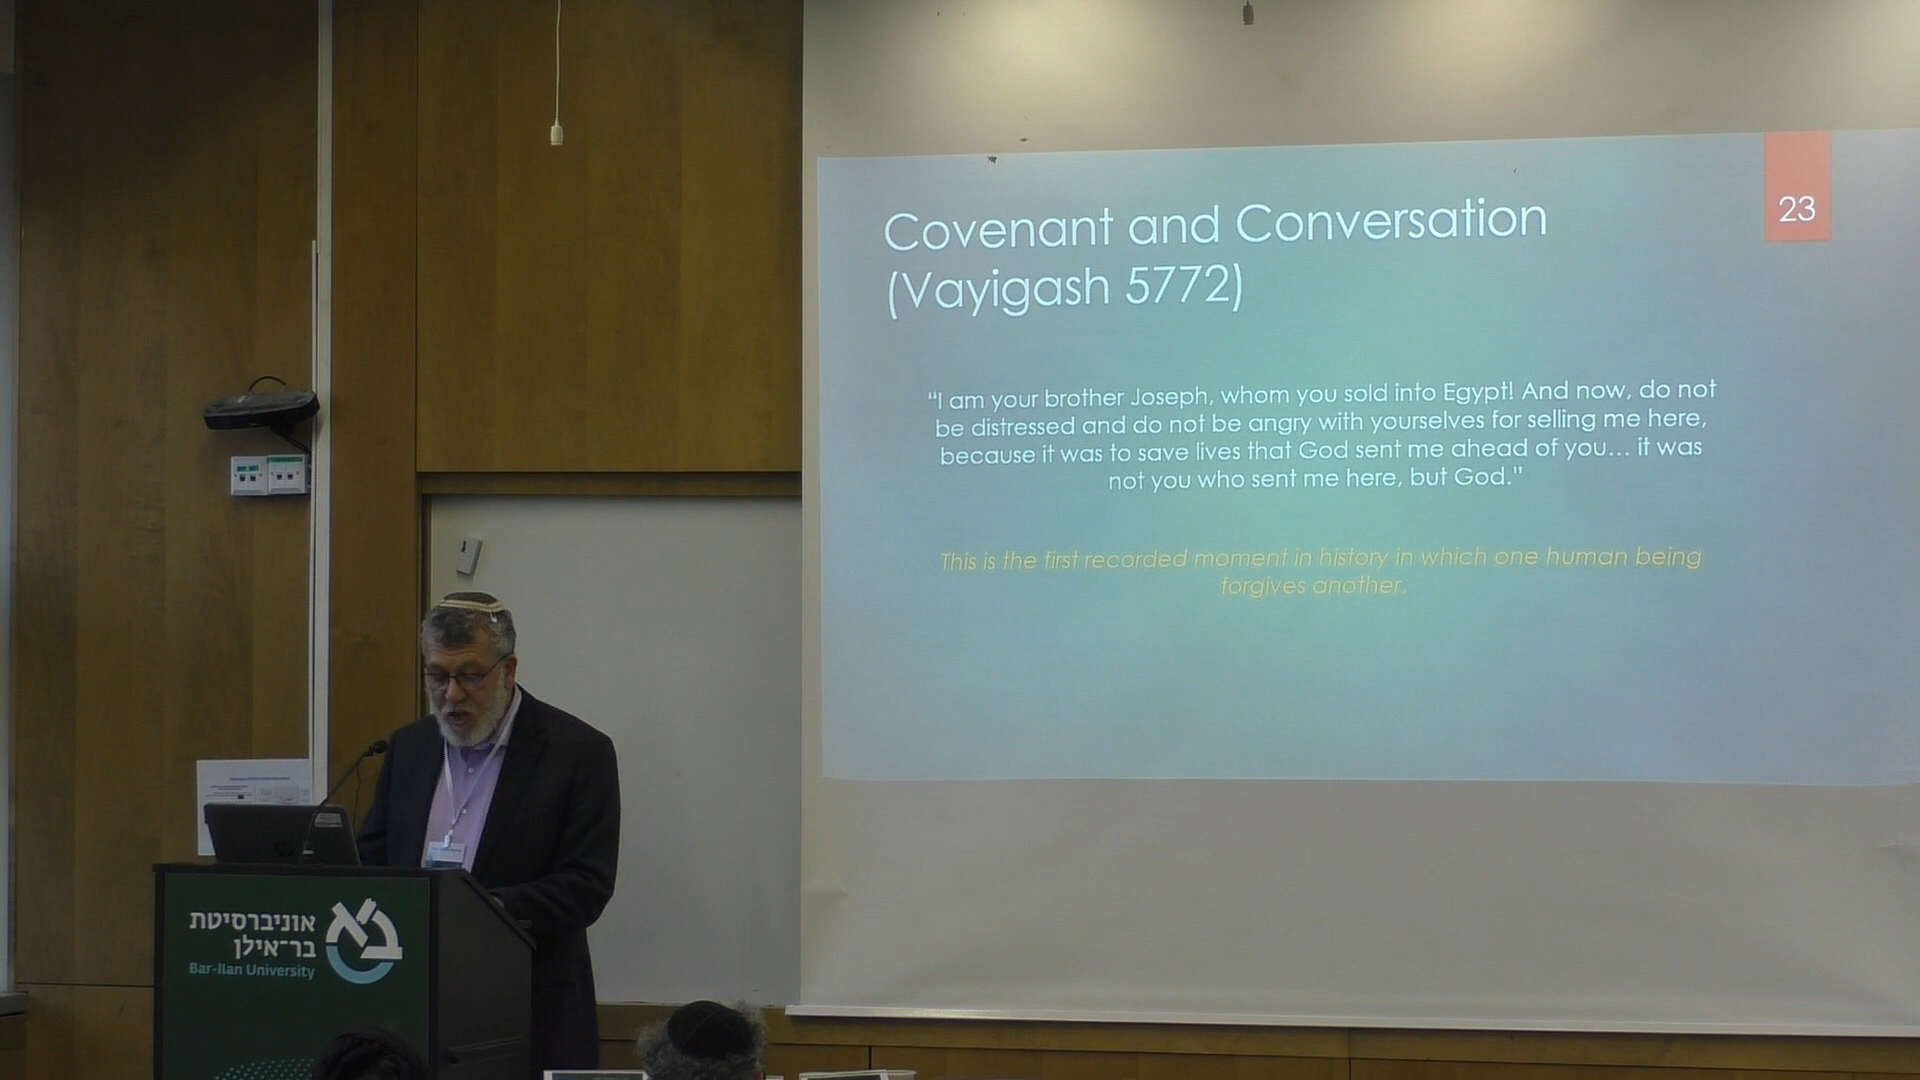 Covenant and Conversation
(Vayigash 5772)
23
“I am your brother Joseph, whom you sold into Egypt! And now, do not
be distressed and do not be angry with yourselves for selling me here,
because it was to save lives that God sent me ahead of you… it was
not you who sent me here, but God.”
This is the first recorded moment in history in which one human being
forgives another.
אוניברסיטת
בר־אילן
Bar-Ilan University